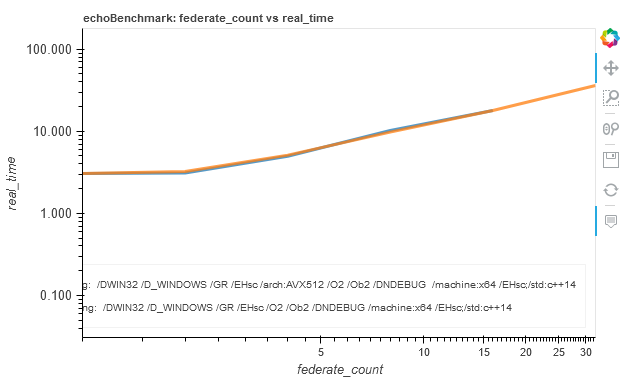 echoBenchmark: federate_count vs real_time
100.000
10.000
1.000
0.100
real_time
g: /DWIN32 /D_WINDOWS /GR /EHsc /arch:AVX512 /O2 /Ob2 /DNDEBUG /machine:x64 /EHsc;/std:c++14
ng: /DWIN32 /D_WINDOWS /GR /EHsc /O2 /Ob2 /DNDEBUG /machine:x64 /EHsc;/std:c++14
5 10 15 20 25 30
federate_count